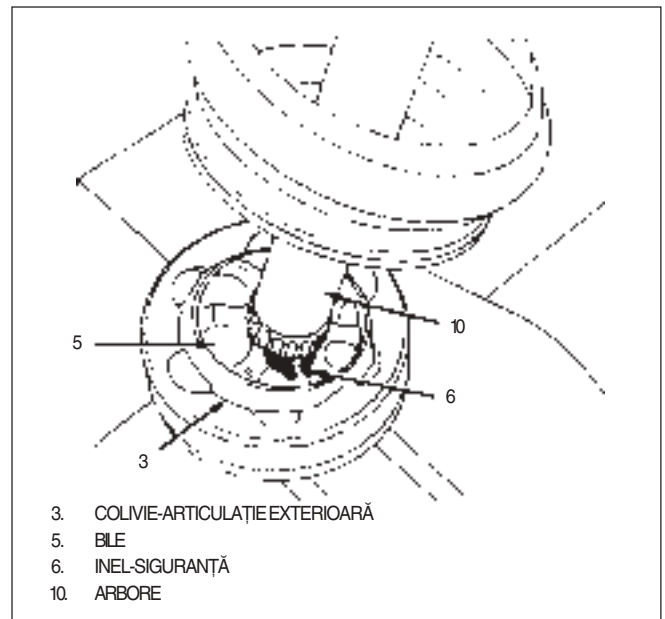 10
5
6
3
3. COLIVIE-ARTICULAȚIE EXTERIOARĂ
5. BILE
6. INEL-SIGURANȚĂ
10. ARBORE